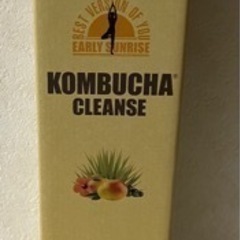 BEST VERSION OF YOU
EARLY SUNRISE
KOMBUCHA®
CLEANSE